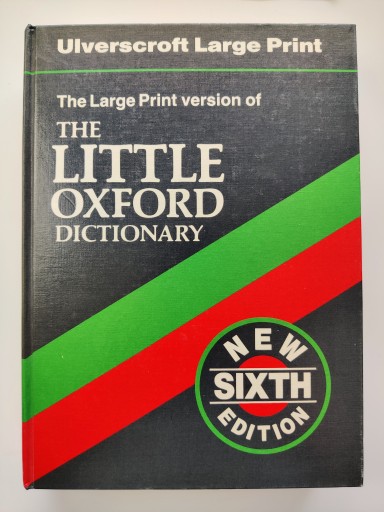 Ulverscroft Large Print
The Large Print version of
THE
LITTLE
OXFORD
DICTIONARY
NEW
SIXTH
EDITION